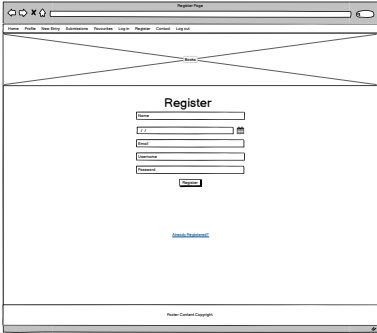 Register Page
Home Profile New Entry Submissions Favourites Log in Register Contact Log out
Books
Register
Name
/ /
Email
Username
Password
Register
Already Registered?
Footer Content Copyright